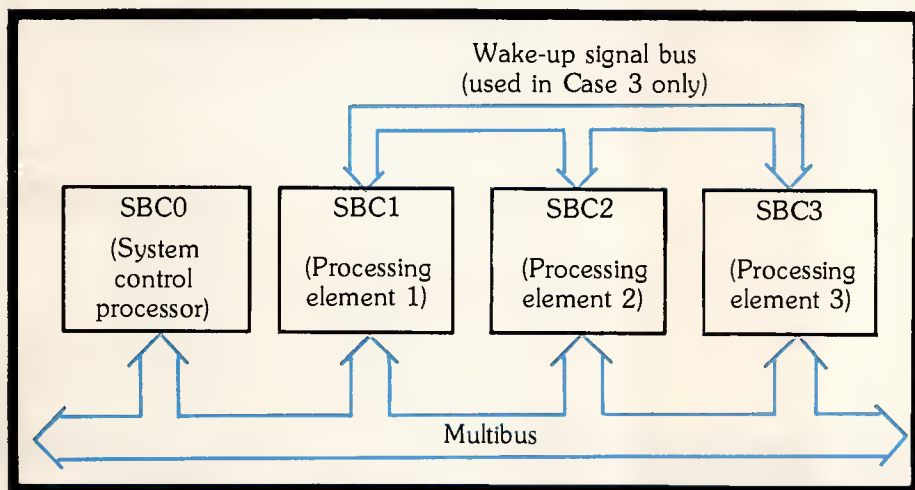 Wake-up signal bus
(used in Case 3 only)
SBC0
(System
control
processor)
SBC1
(Processing
element 1)
SBC2
(Processing
element 2)
SBC3
(Processing
element 3)
Multibus